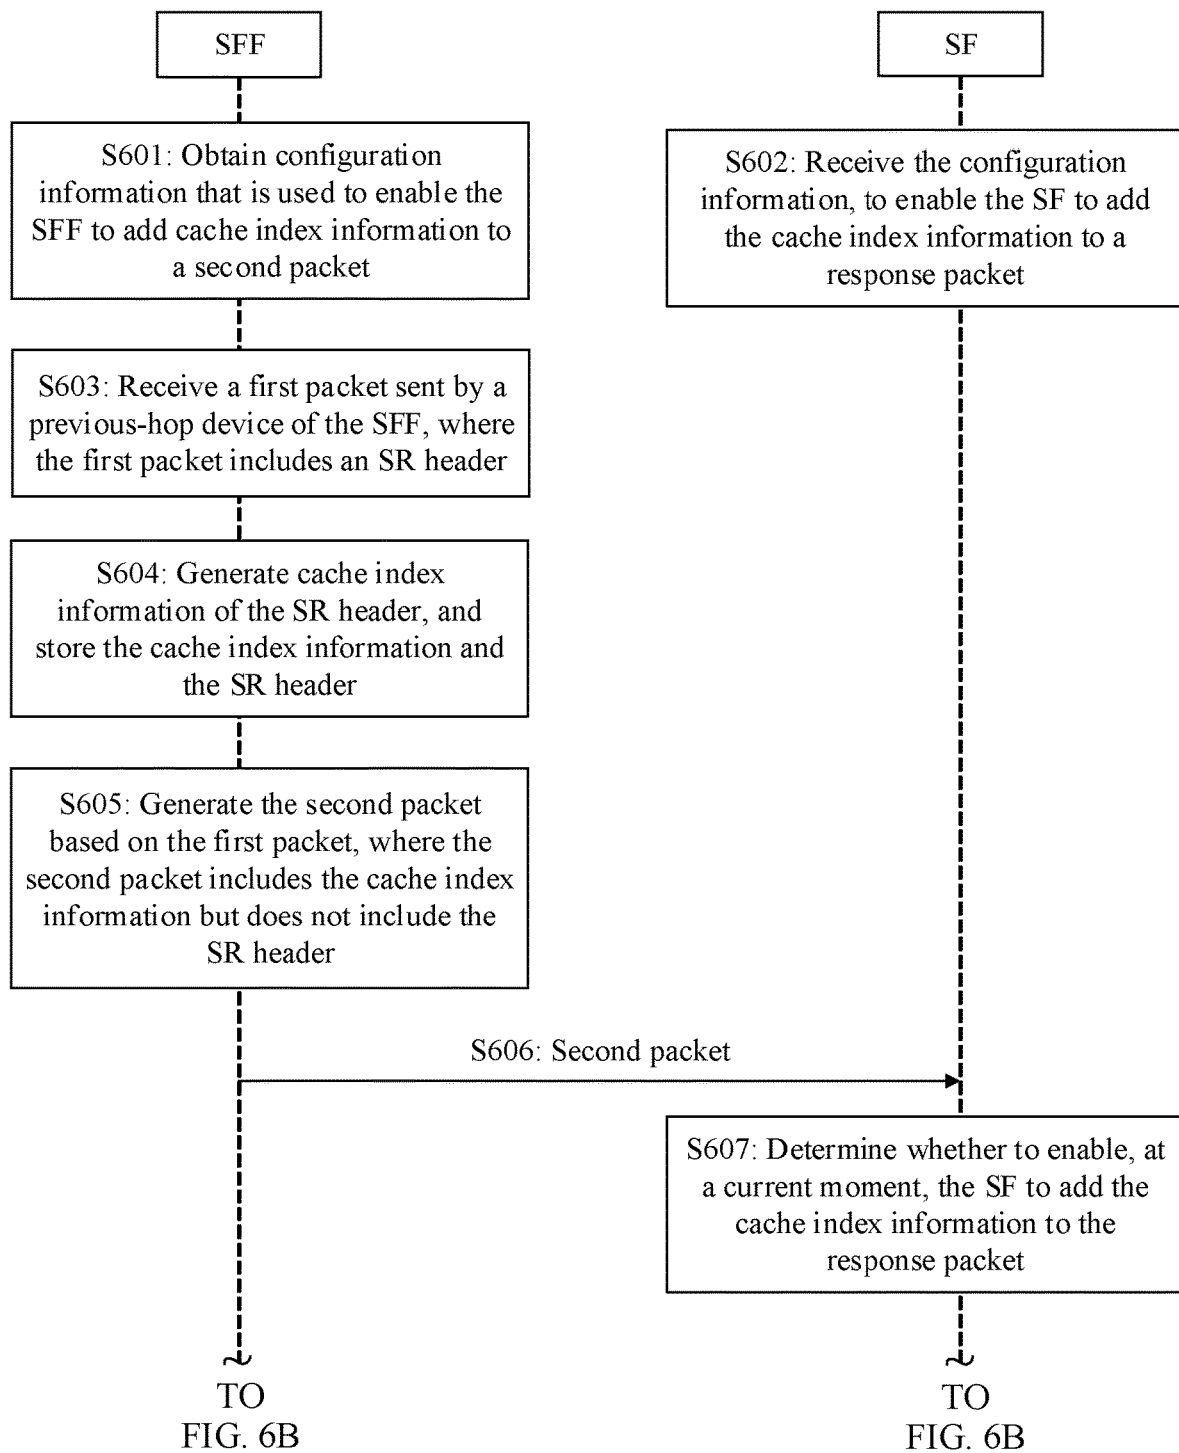 SFF
SF
S601: Obtain configuration
information that is used to enable the
SFF to add cache index information to
a second packet
S602: Receive the configuration
information, to enable the SF to add
the cache index information to a
response packet
S603: Receive a first packet sent by a
previous-hop device of the SFF, where
the first packet includes an SR header
S604: Generate cache index
information of the SR header, and
store the cache index information and
the SR header
S605: Generate the second packet
based on the first packet, where the
second packet includes the cache index
information but does not include the
SR header
S606: Second packet
S607: Determine whether to enable, at
a current moment, the SF to add the
cache index information to the
response packet
TO
FIG. 6B
TO
FIG. 6B